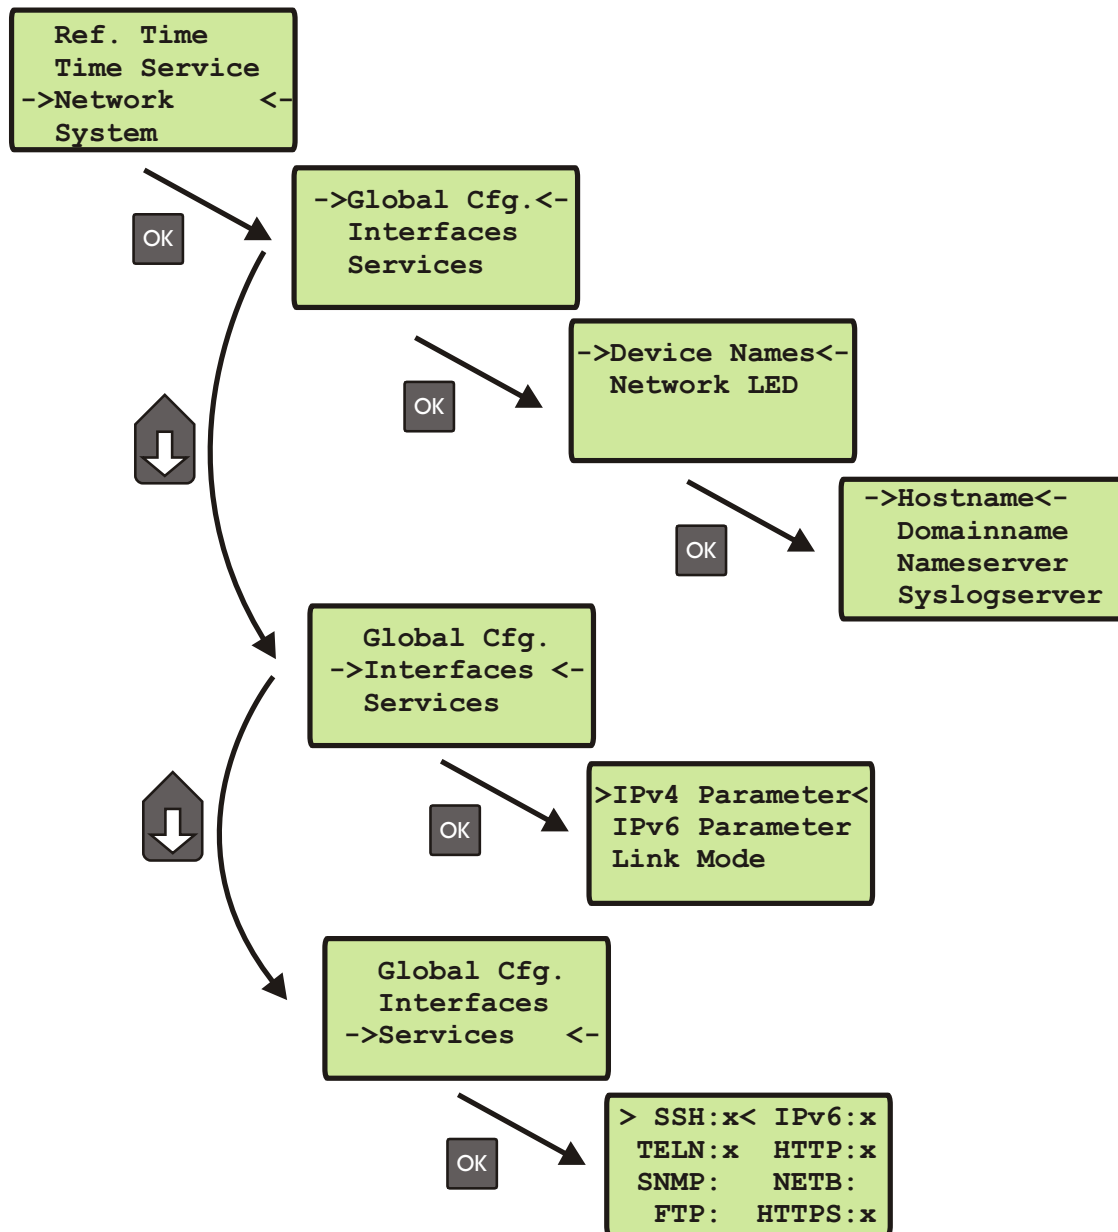 Ref. Time
Time Service
->Network <-
System
OK
->Global Cfg.<-
Interfaces
Services
OK
->Device Names<-
Network LED
OK
->Hostname<-
Domainname
Nameserver
Syslogserver
Global Cfg.
->Interfaces <-
Services
OK
>IPv4 Parameter<
IPv6 Parameter
Link Mode
Global Cfg.
Interfaces
->Services <-
OK
> SSH:x< IPv6:x
TELN:x HTTP:x
SNMP: NETB:
FTP: HTTPS:x